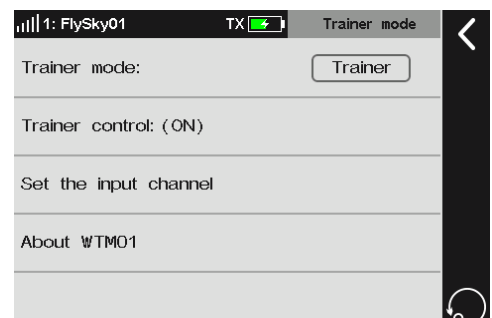 1: FlySky01 TX Trainer mode
Trainer mode: Trainer
Trainer control: (ON)
Set the input channel
About WTM01